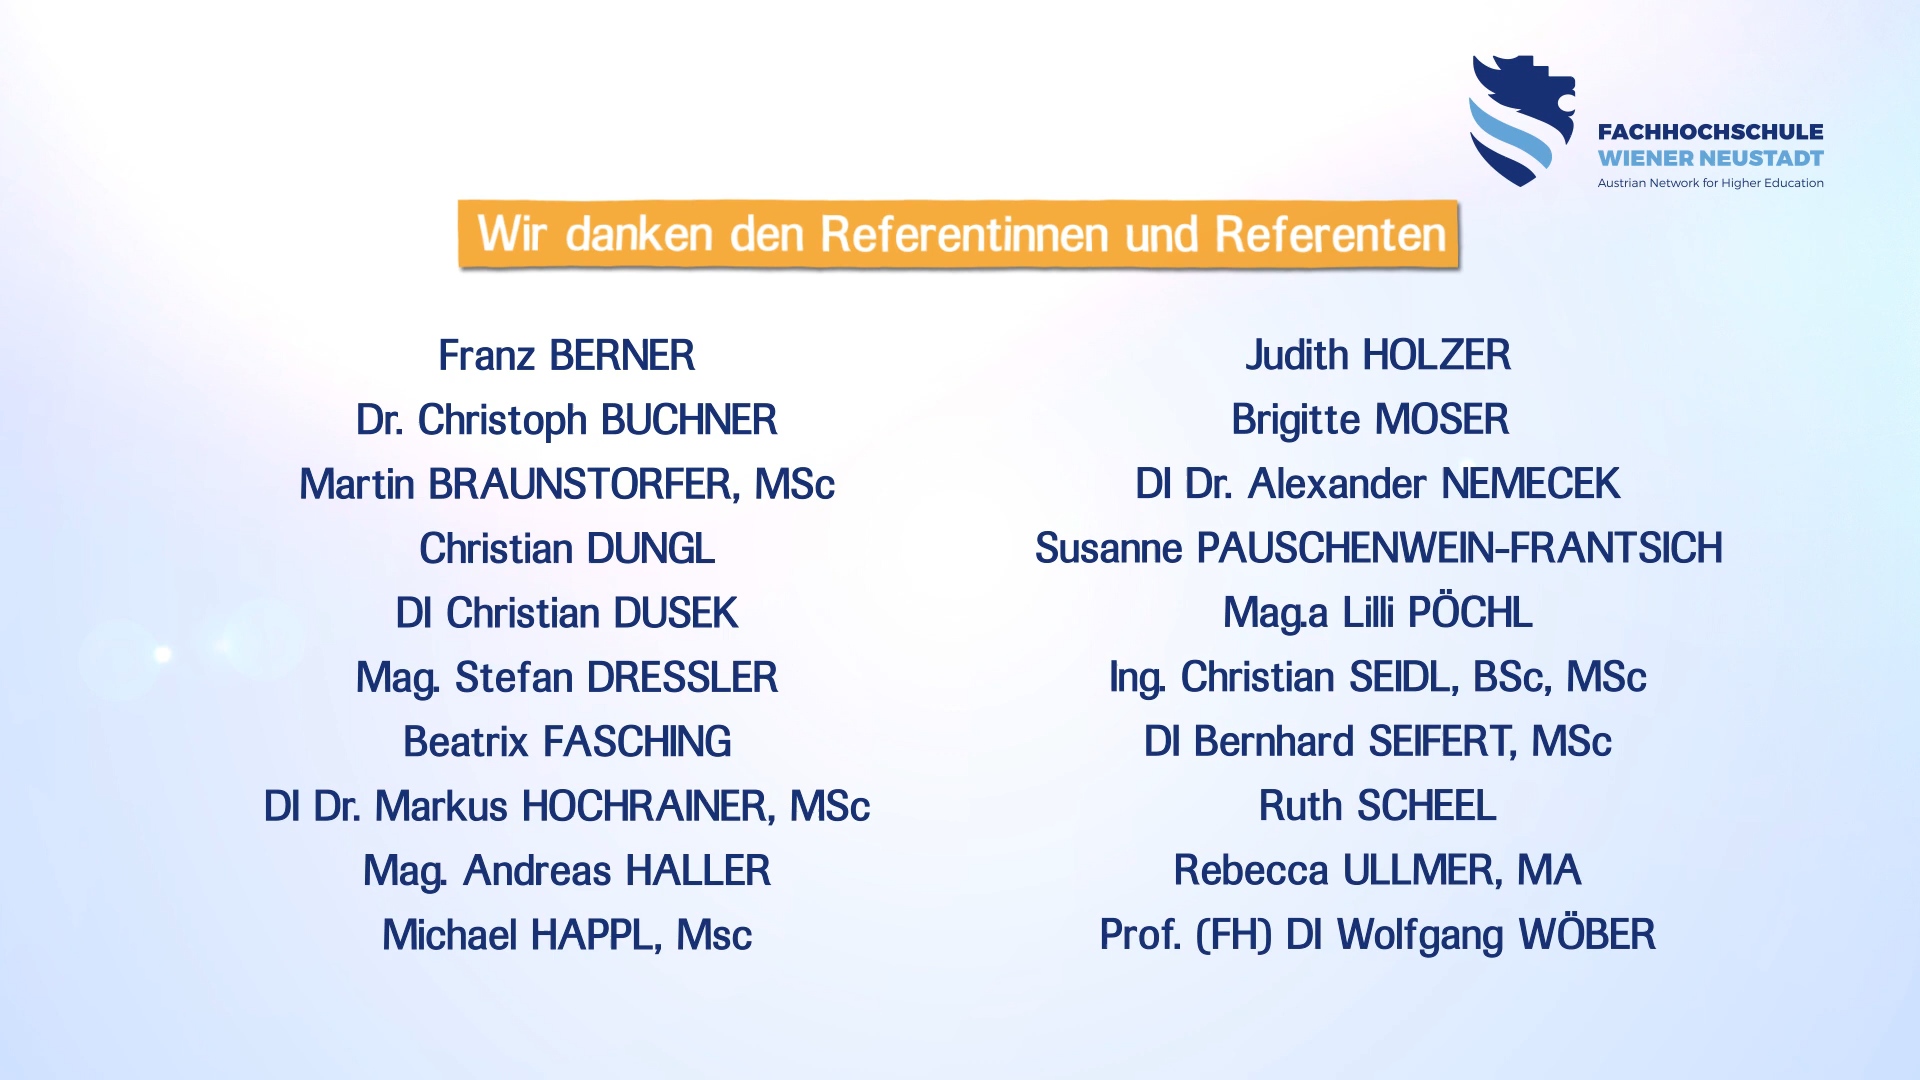 FACHHOCHSCHULE
WIENER NEUSTADT
Austrian Network for Higher Education
Wir danken den Referentinnen und Referenten
Franz BERNER
Dr. Christoph BUCHNER
Martin BRAUNSTORFER, MSc
Christian DUNGL
DI Christian DUSEK
Mag. Stefan DRESSLER
Beatrix FASCHING
DI Dr. Markus HOCHRAINER, MSc
Mag. Andreas HALLER
Michael HAPPL, Msc
Judith HOLZER
Brigitte MOSER
DI Dr. Alexander NEMECEK
Susanne PAUSCHENWEIN-FRANTSICH
Mag.a Lilli PÖCHL
Ing. Christian SEIDL, BSc, MSc
DI Bernhard SEIFERT, MSc
Ruth SCHEEL
Rebecca ULLMER, MA
Prof. (FH) DI Wolfgang WÖBER